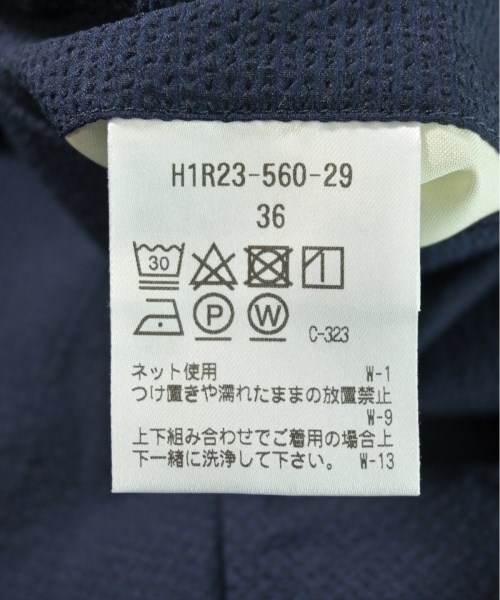 H1R23-560-29
36
30
P W C-323
ネット使用 W-1
つけ置きや濡れたままの放置禁止
W-9
上下組み合わせでご着用の場合上
下一緒に洗浄して下さい。 W-13